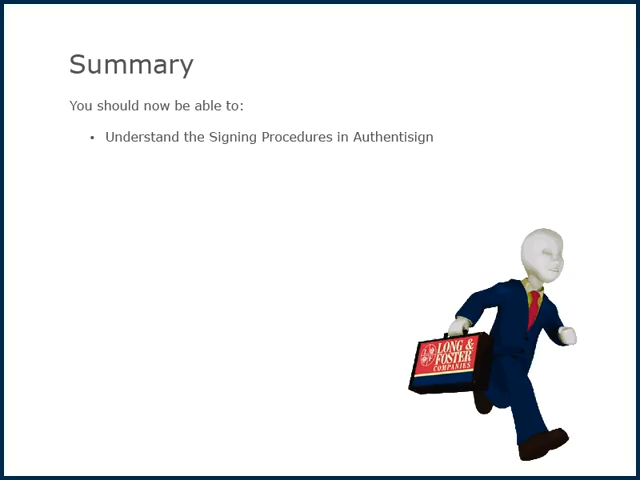 Summary
You should now be able to:
• Understand the Signing Procedures in Authentisign
LONG &
FOSTER
COMPANIES